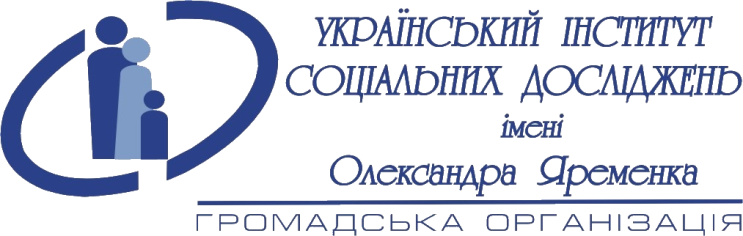 УКРАЇНСЬКИЙ ІНСТИТУТ
СОЦІАЛЬНИХ ДОСЛІДЖЕНЬ
імені
Олександра Яременка
ГРОМАДСЬКА ОРГАНІЗАЦІЯ